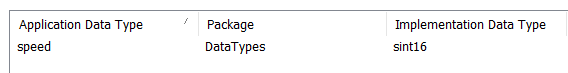 Application Data Type Package Implementation Data Type
speed DataTypes sint16